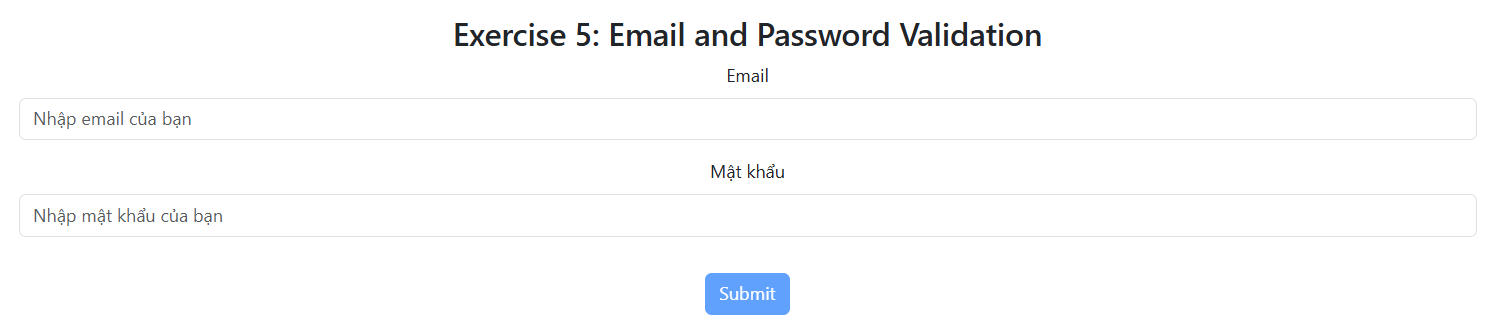 Exercise 5: Email and Password Validation
Email
Nhập email của bạn
Mật khẩu
Nhập mật khẩu của bạn
Submit